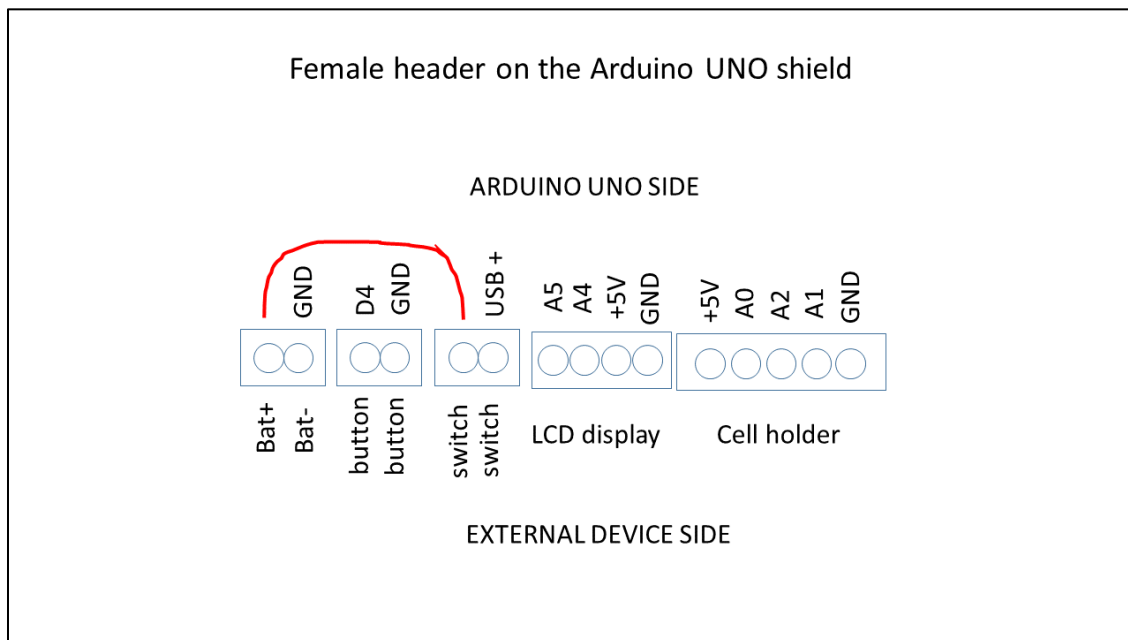 Female header on the Arduino UNO shield
ARDUINO UNO SIDE
GND
D4
GND
USB +
A5
A4
+5V
GND
+5V
A0
A2
A1
GND
Bat+
Bat-
button
button
switch
switch
LCD display
Cell holder
EXTERNAL DEVICE SIDE